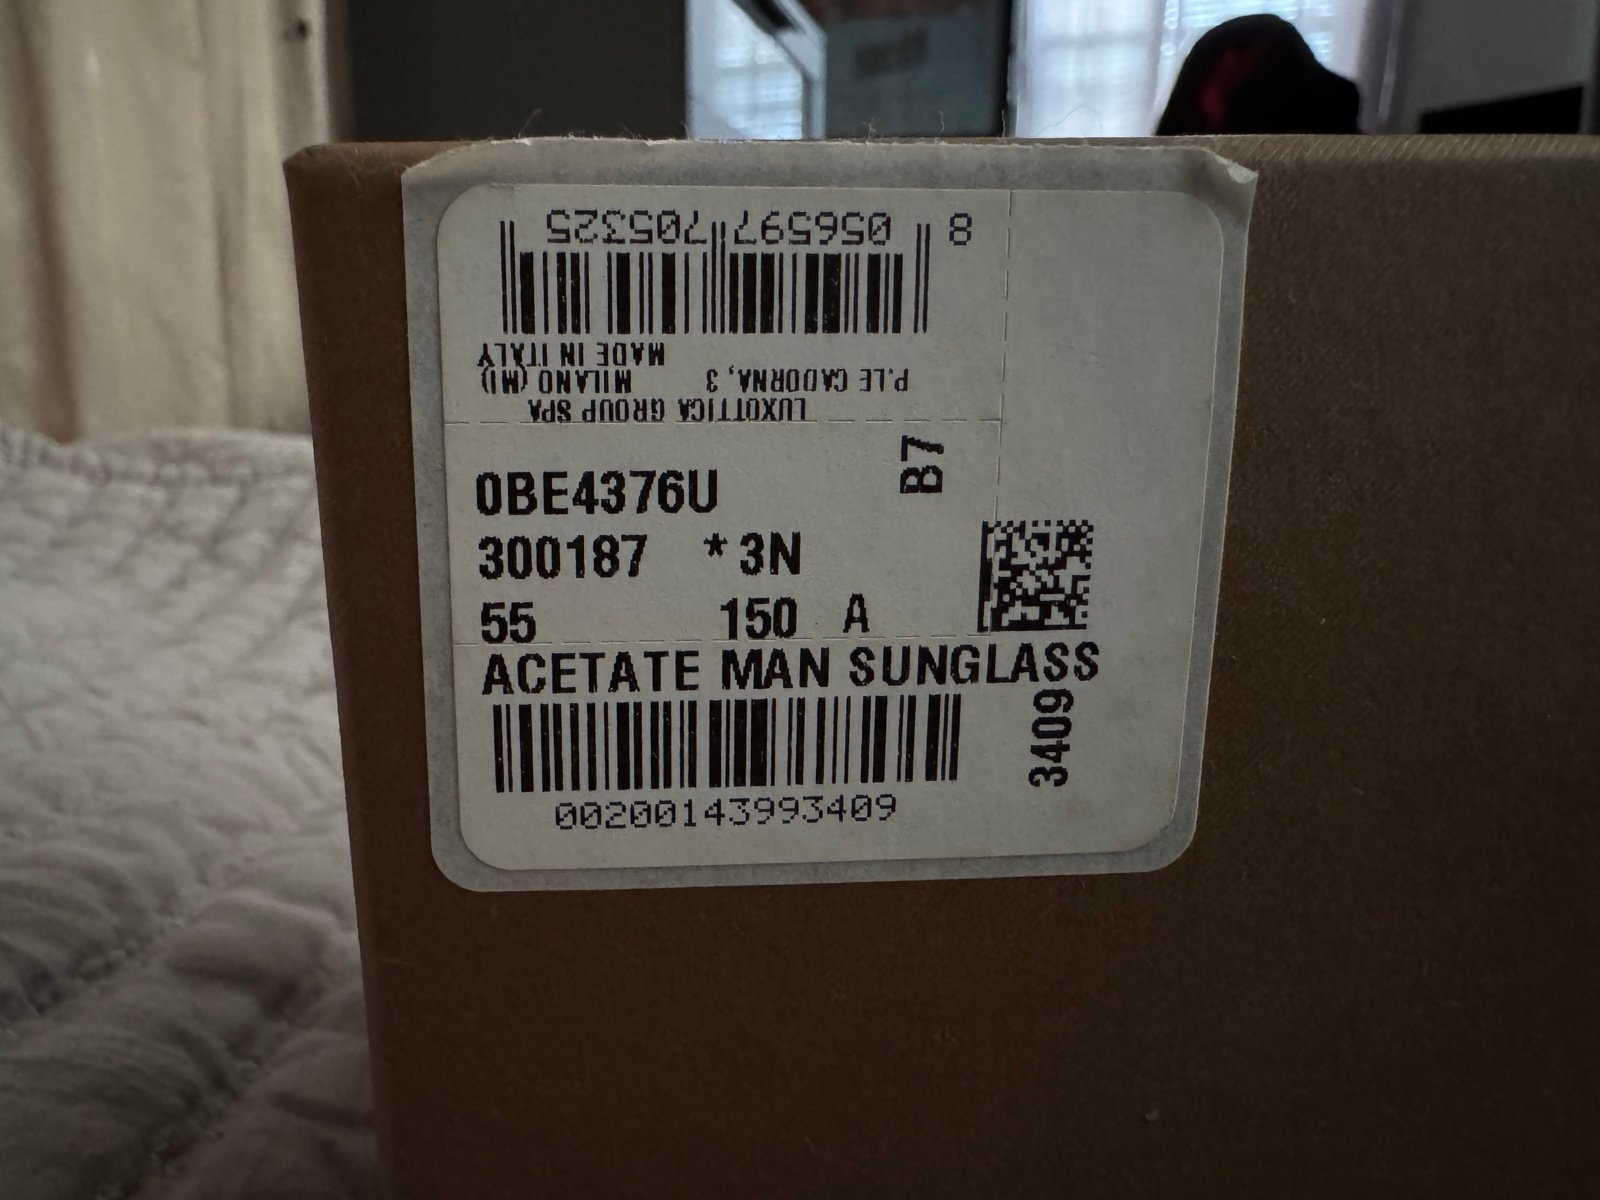 8 056597 705325
MADE IN ITALY
P.LE CADORNA, 3 MILANO (MI)
LUXOTTICA GROUP SPA
B7
0BE4376U
300187 *3N
55 150 A
ACETATE MAN SUNGLASS
3409
00200143993409